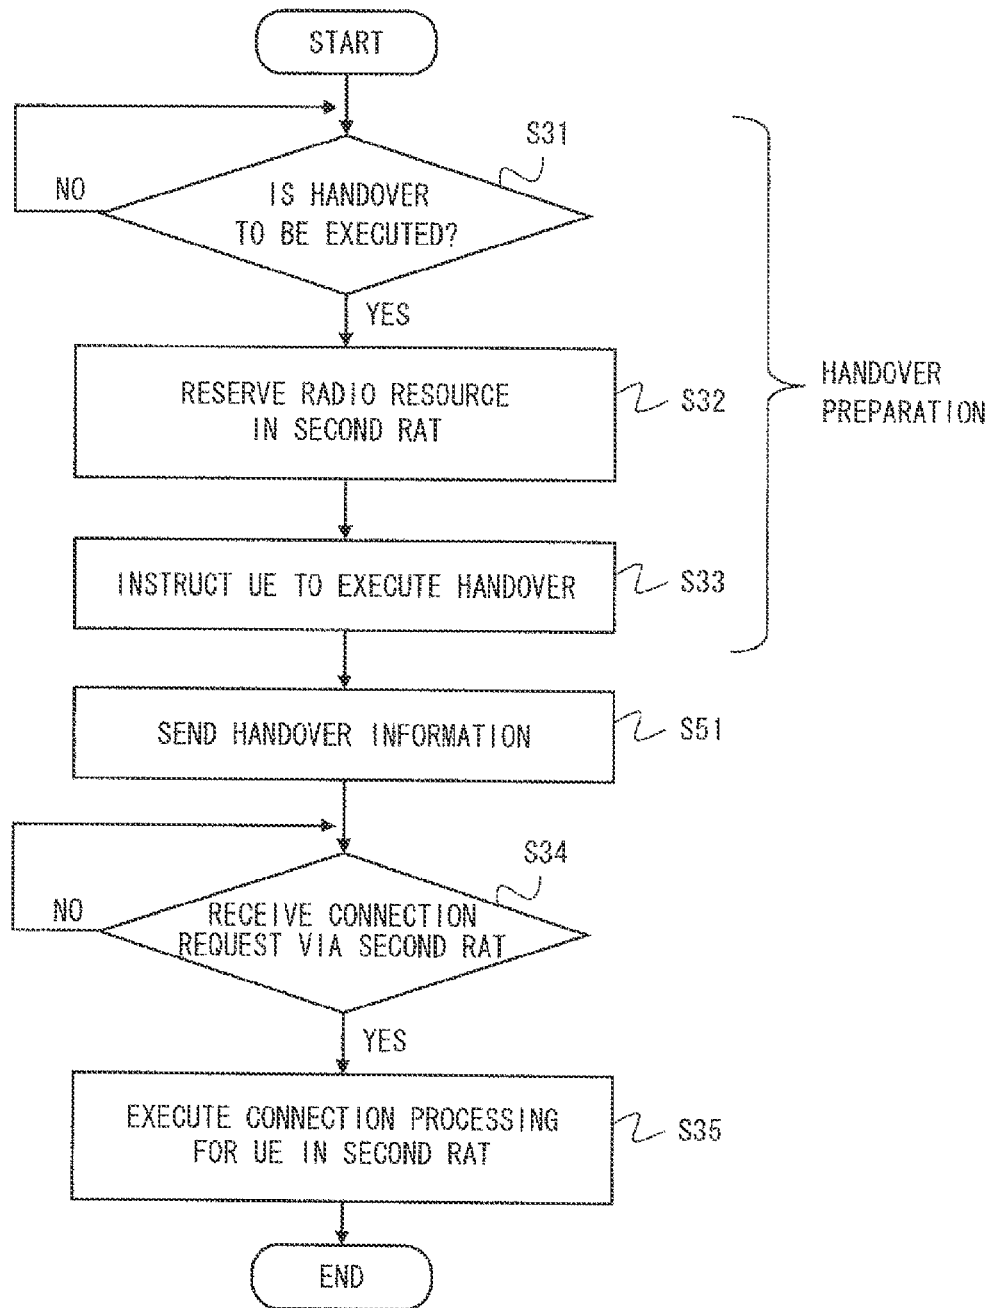 START
S31
NO
IS HANDOVER
TO BE EXECUTED?
YES
RESERVE RADIO RESOURCE
IN SECOND RAT
S32
HANDOVER
PREPARATION
INSTRUCT UE TO EXECUTE HANDOVER
S33
SEND HANDOVER INFORMATION
S51
S34
NO
RECEIVE CONNECTION
REQUEST VIA SECOND RAT
YES
EXECUTE CONNECTION PROCESSING
FOR UE IN SECOND RAT
S35
END